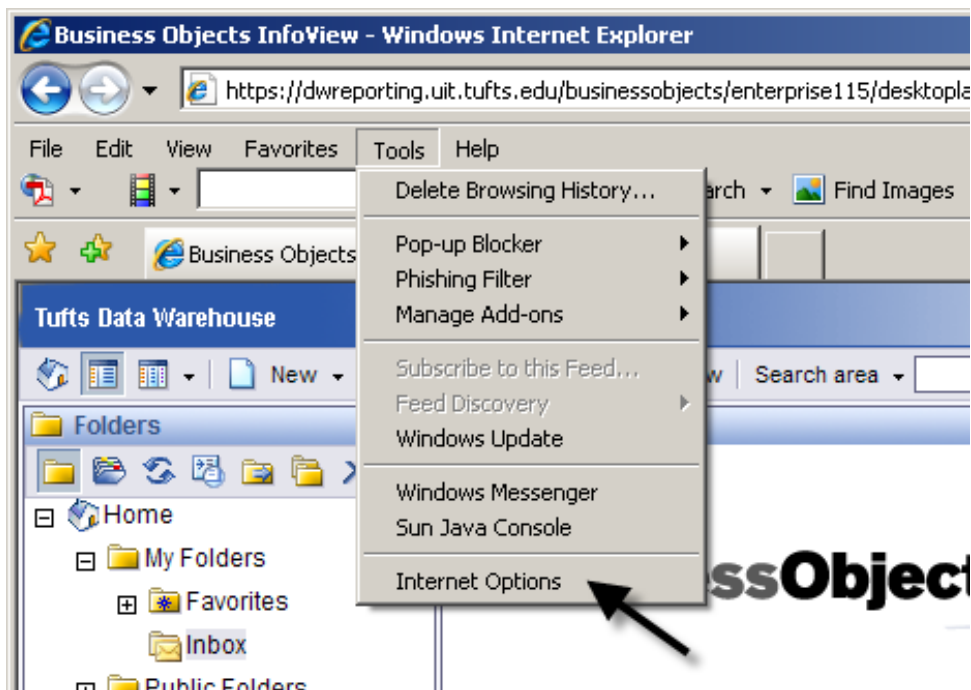 Business Objects InfoView - Windows Internet Explorer
https://dwreporting.uit.tufts.edu/businessobjects/enterprise115/desktopla
File Edit View Favorites Tools Help
Delete Browsing History... arch Find Images
Business Objects
Pop-up Blocker
Phishing Filter
Manage Add-ons
Tufts Data Warehouse
New
Subscribe to this Feed...
w Search area
Feed Discovery
Folders
Windows Update
Windows Messenger
Sun Java Console
Home
My Folders
Internet Options
essObject
Favorites
Inbox
Public Folders